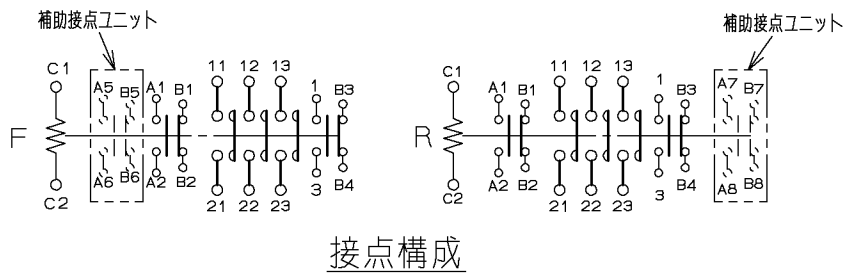 補助接点ユニット
補助接点ユニット
C1 A5 B5 A1 B1 11 12 13 1 B3
F
C2 A6 B6 A2 B2 21 22 23 3 B4
C1 A1 B1 11 12 13 1 B3 A7 B7
R
C2 A2 B2 21 22 23 3 B4 A8 B8
接点構成